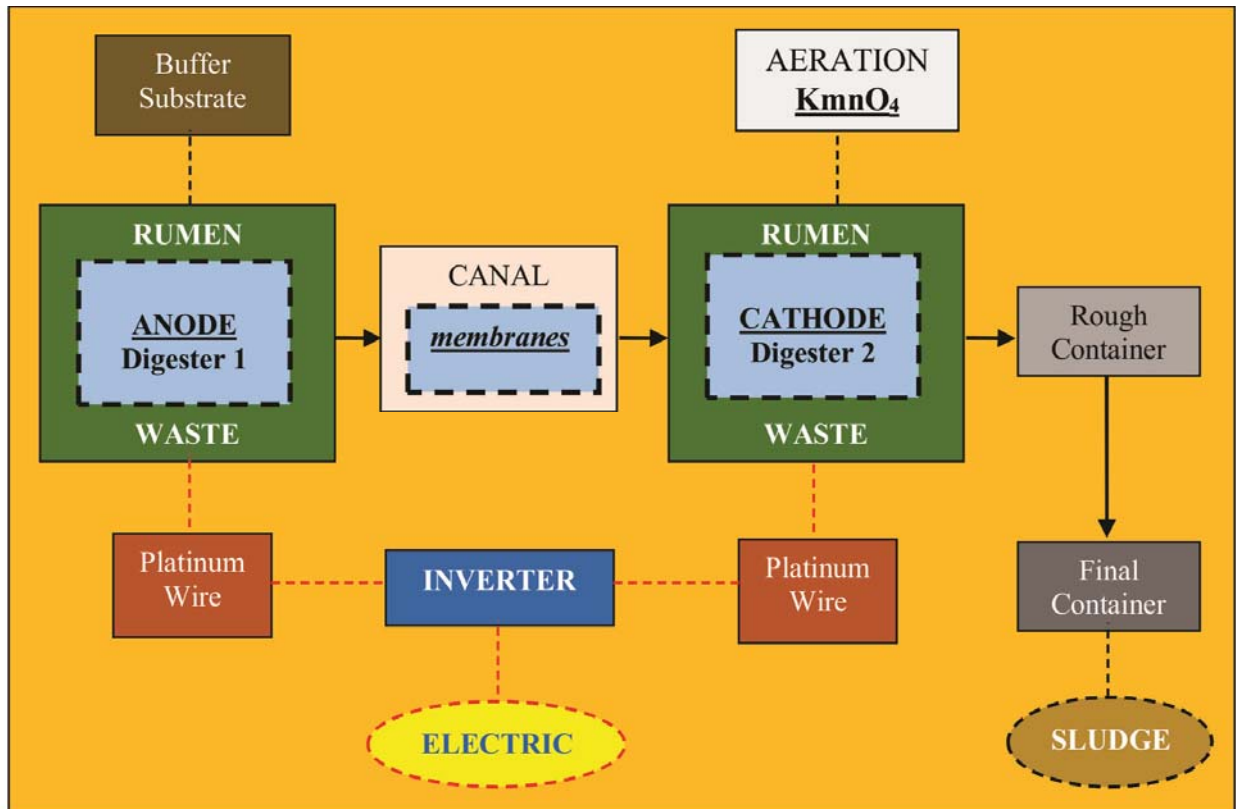 Buffer
Substrate
AERATION
KmnO₄
RUMEN
ANODE
Digester 1
WASTE
CANAL
membranes
RUMEN
CATHODE
Digester 2
WASTE
Rough
Container
Platinum
Wire
INVERTER
Platinum
Wire
Final
Container
ELECTRIC
SLUDGE